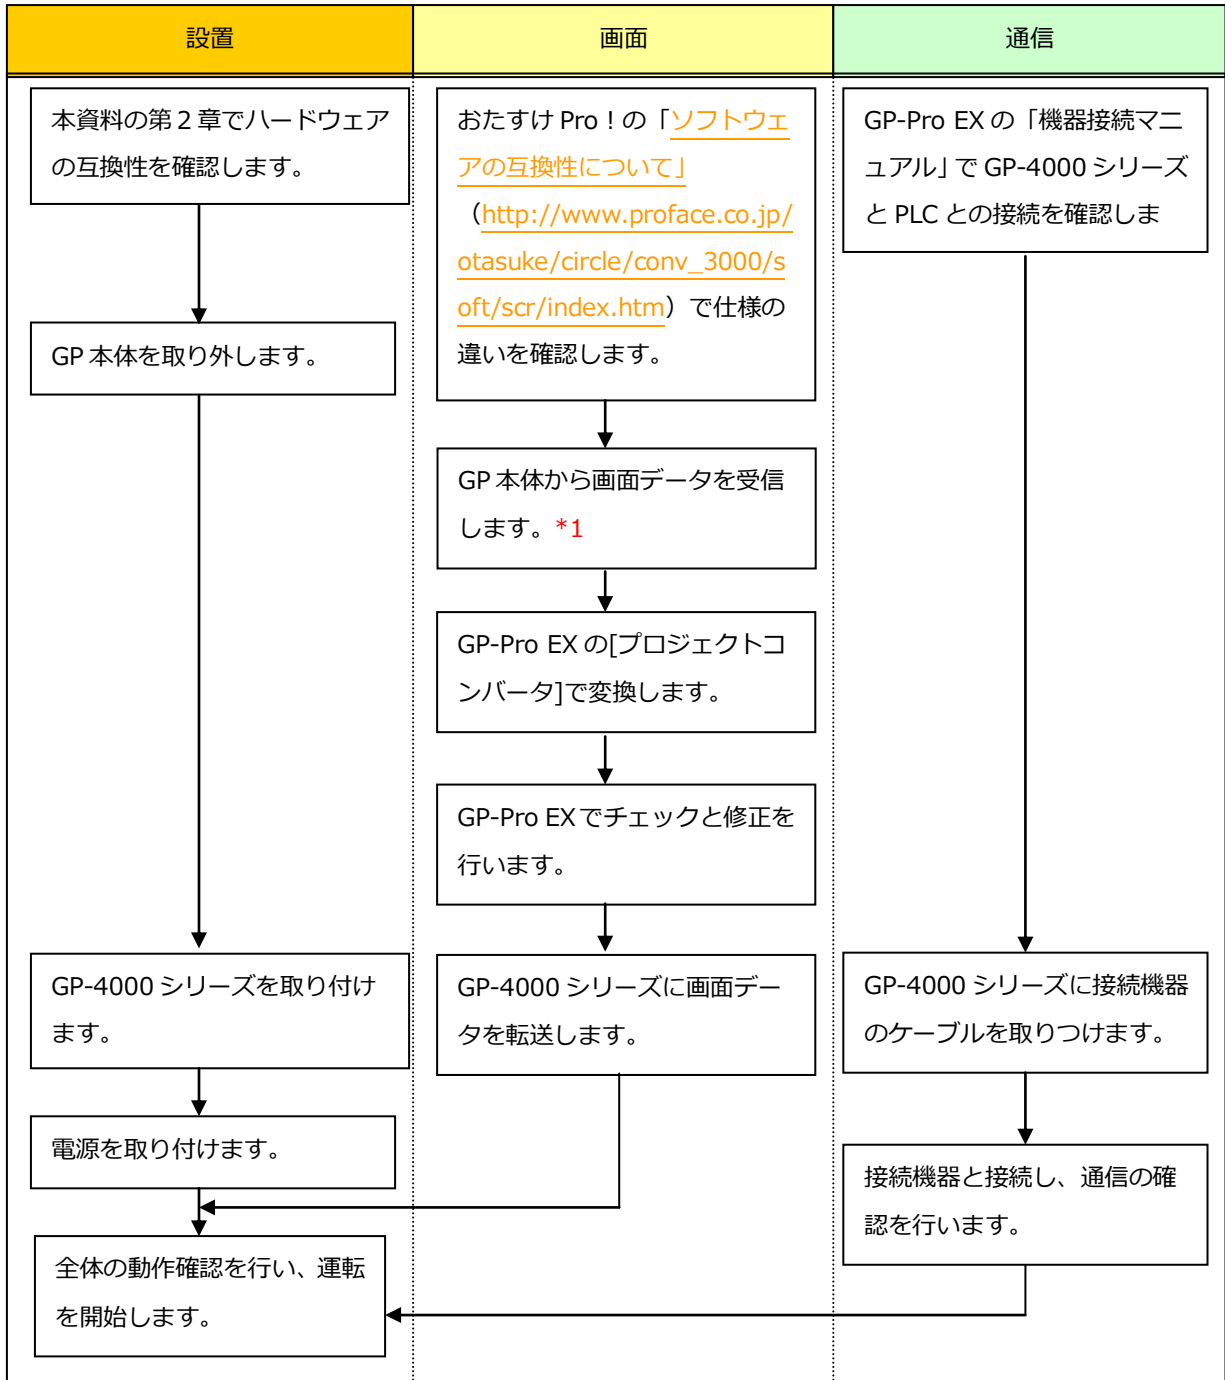 設置
画面
通信
本資料の第2章でハードウェア
の互換性を確認します。
GP 本体を取り外します。
GP-4000 シリーズを取り付け
ます。
電源を取り付けます。
全体の動作確認を行い、運転
を開始します。
おたすけ Pro！の「ソフトウェ
アの互換性について」
（http://www.proface.co.jp/
otasuke/circle/conv_3000/s
oft/scr/index.htm）で仕様の
違いを確認します。
GP 本体から画面データを受信
します。*1
GP-Pro EX の[プロジェクトコ
ンバータ]で変換します。
GP-Pro EX でチェックと修正を
行います。
GP-4000 シリーズに画面デー
タを転送します。
GP-Pro EX の「機器接続マニ
ュアル」で GP-4000 シリーズ
と PLC との接続を確認しま
GP-4000 シリーズに接続機器
のケーブルを取りつけます。
接続機器と接続し、通信の確
認を行います。